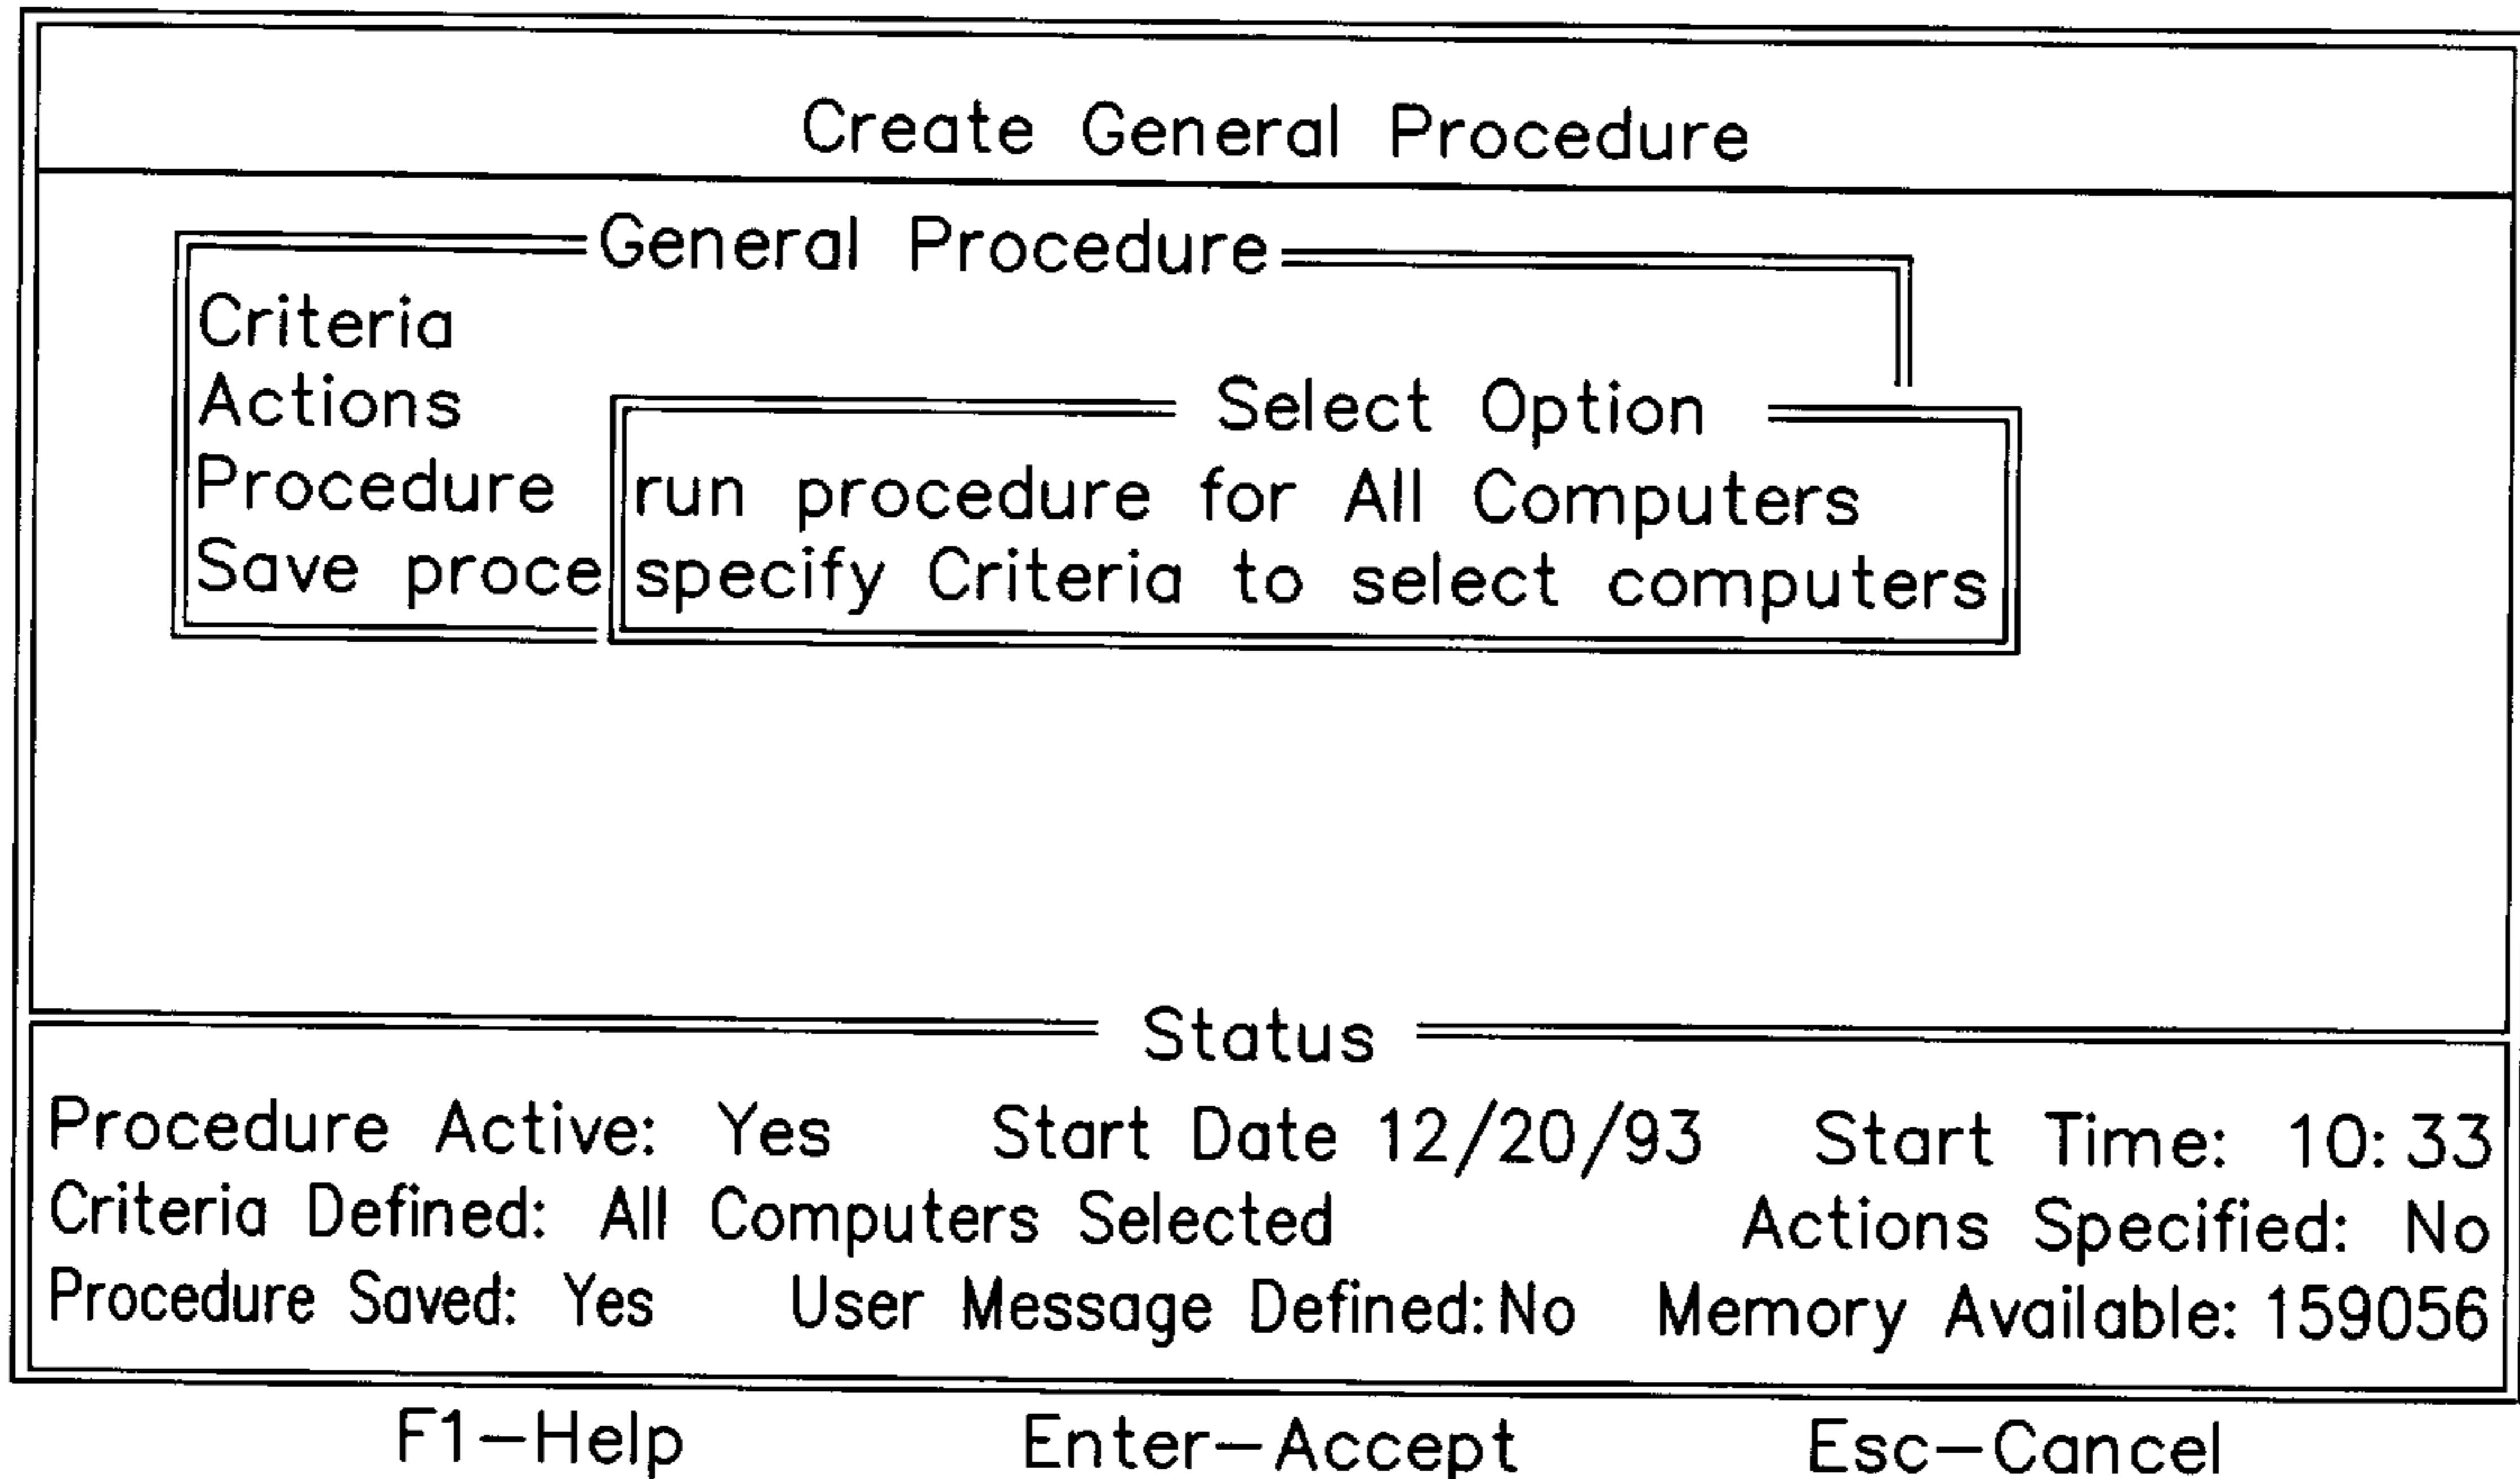 Create General Procedure
General Procedure
Criteria
Actions
Select Option
Procedure
run procedure for All Computers
Save proce
specify Criteria to select computers
Status
Procedure Active: Yes Start Date 12/20/93 Start Time: 10:33
Criteria Defined: All Computers Selected Actions Specified: No
Procedure Saved: Yes User Message Defined:No Memory Available: 159056
F1-Help Enter-Accept Esc-Cancel